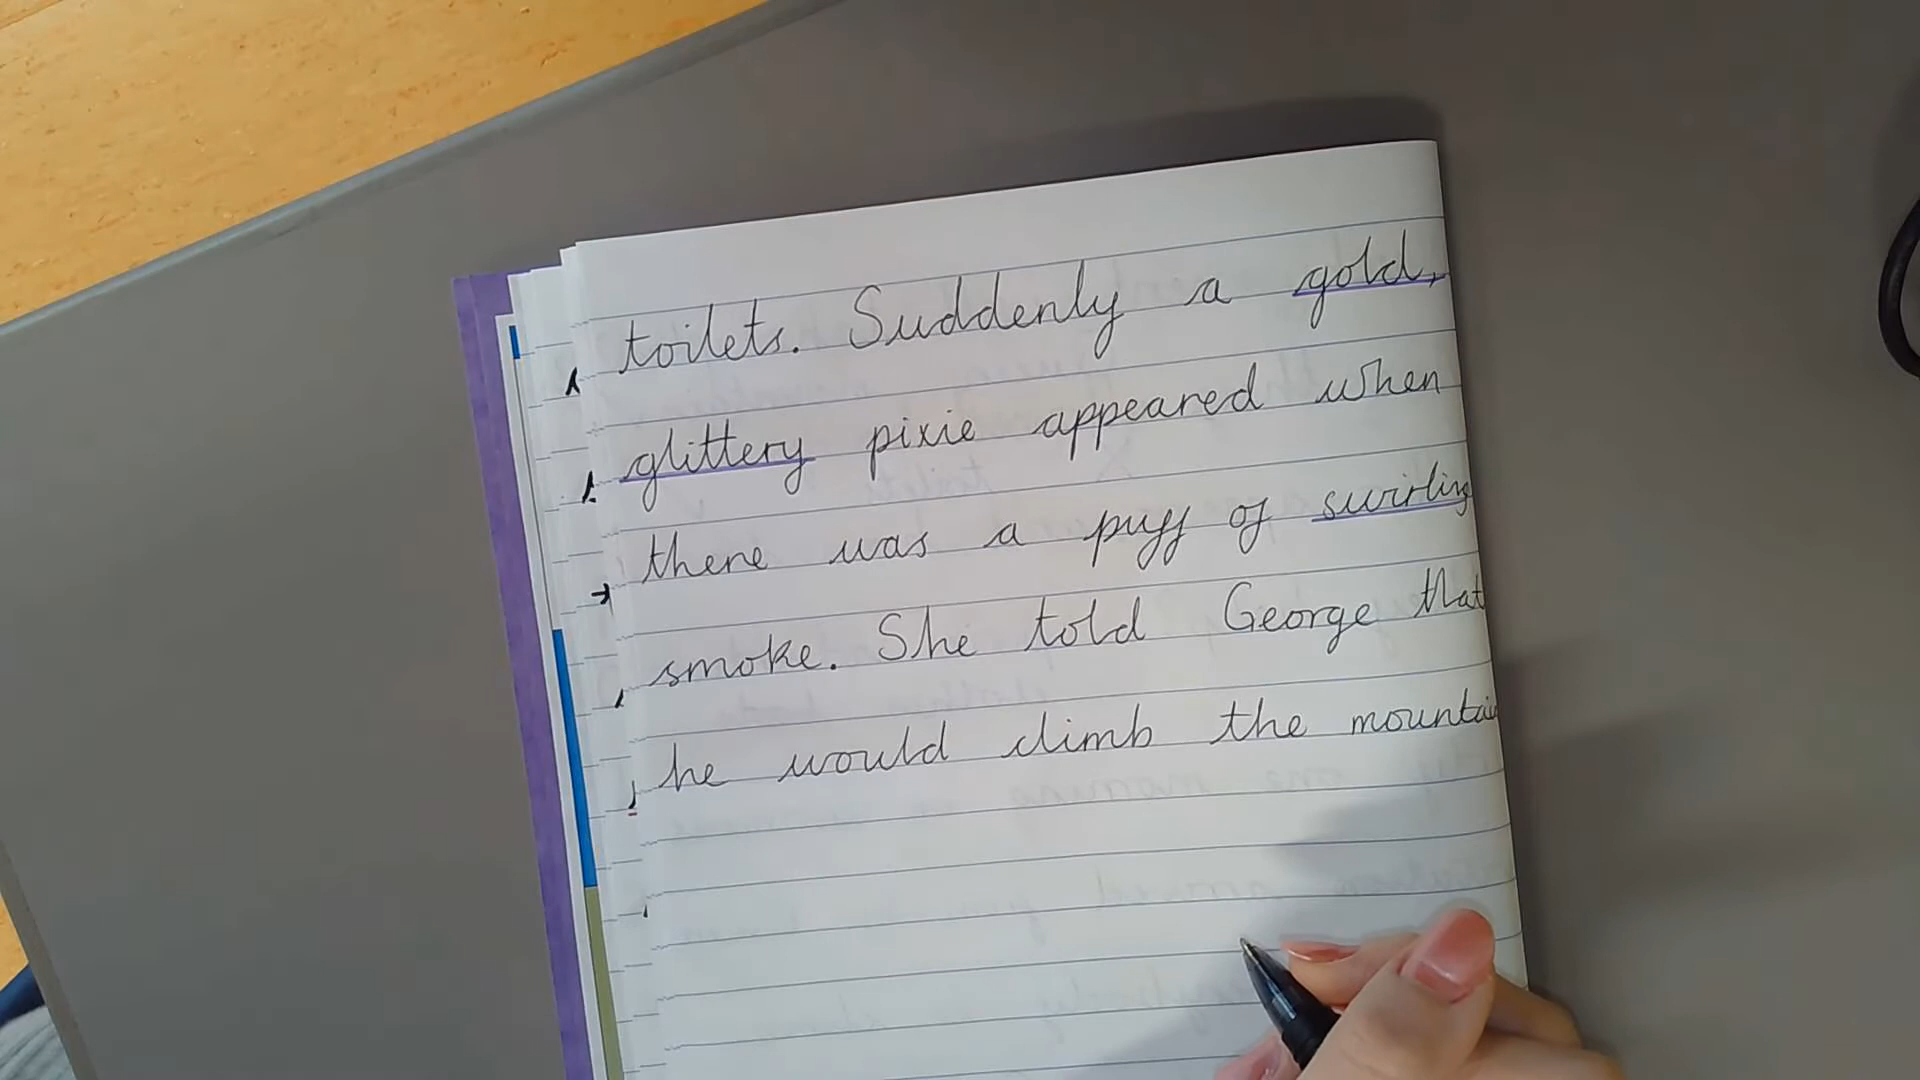 toilets. Suddenly a gold,
glittery pixie appeared when
there was a puff of swirling
smoke. She told George that
he would climb the mountain